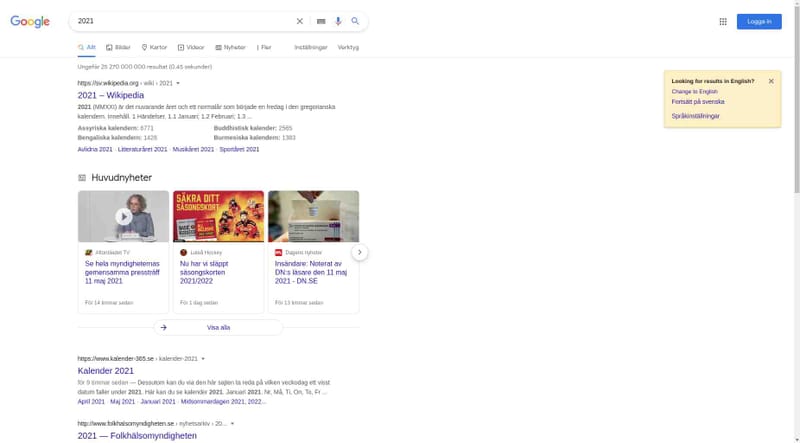 Google
2021
Logga in
Allt
Bilder
Kartor
Videor
Nyheter
Fler
Inställningar
Verktyg
Ungefär 25 270 000 000 resultat (0,45 sekunder)
Looking for results in English?
Change to English
Fortsätt på svenska
Språkinställningar
https://sv.wikipedia.org › wiki › 2021
2021 – Wikipedia
2021 (MMXXI) är det nuvarande året och ett normalår som började en fredag i den gregorianska
kalendern. Innehåll. 1 Händelser. 1.1 Januari; 1.2 Februari; 1.3 ...
Assyriska kalendern: 6771
Buddhistisk kalender: 2565
Bengaliska kalendern: 1428
Burmesiska kalendern: 1383
Avlidna 2021 · Litteraturåret 2021 · Musikåret 2021 · Sportåret 2021
Huvudnyheter
SÄKRA DITT
SÄSONGSKORT
Aftonbladet TV
Se hela myndigheternas
gemensamma pressträff
11 maj 2021
För 14 timmar sedan
Luleå Hockey
Nu har vi släppt
säsongskorten
2021/2022
För 1 dag sedan
Dagens nyheter
Insändare: Noterat av
DN:s läsare den 11 maj
2021 - DN.SE
För 13 timmar sedan
Visa alla
https://www.kalender-365.se › kalender-2021
Kalender 2021
för 9 timmar sedan — Dessutom kan du via den här sajten ta reda på vilken veckodag ett visst
datum faller under 2021. Här kan du se kalender 2021. Januari 2021. Nr, Må, Ti, On, To, Fr ...
April 2021 · Maj 2021 · Januari 2021 · Midsommardagen 2021, 2022...
http://www.folkhalsomyndigheten.se › nyhetsarkiv › 20...
2021 — Folkhälsomyndigheten